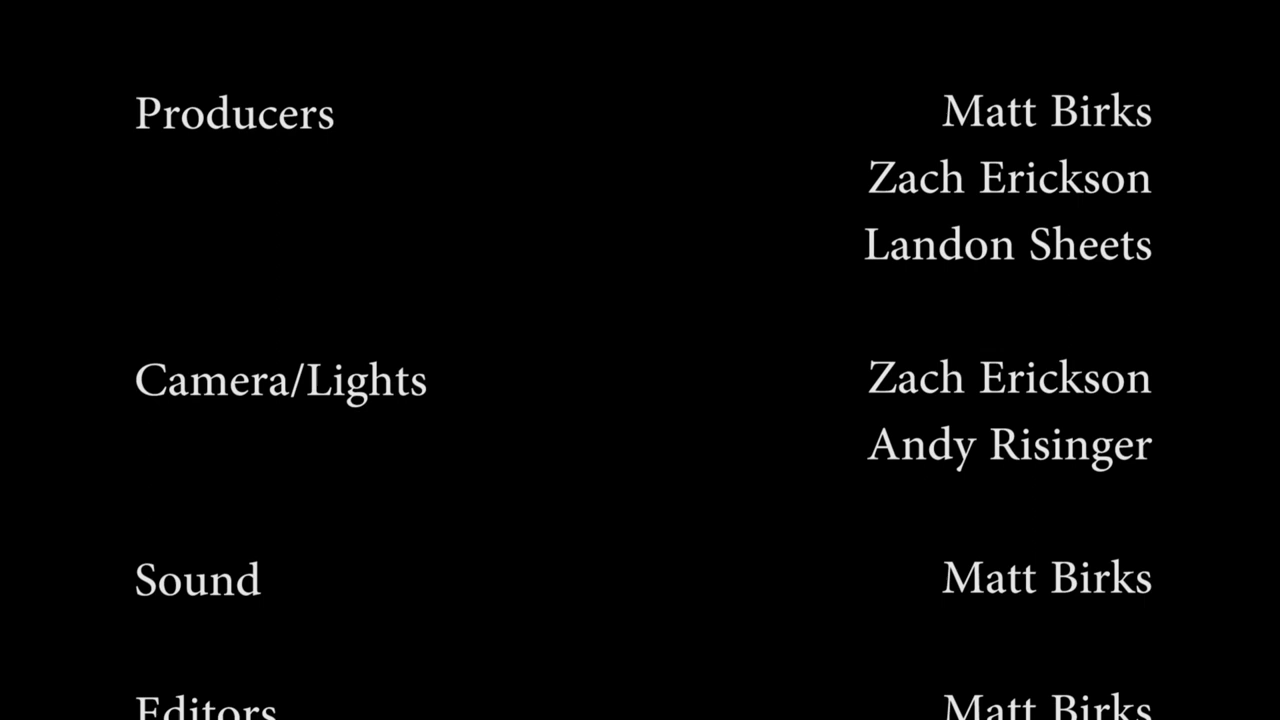 Producers Matt Birks
Zach Erickson
Landon Sheets
Camera/Lights Zach Erickson
Andy Risinger
Sound Matt Birks
Editors Matt Birks